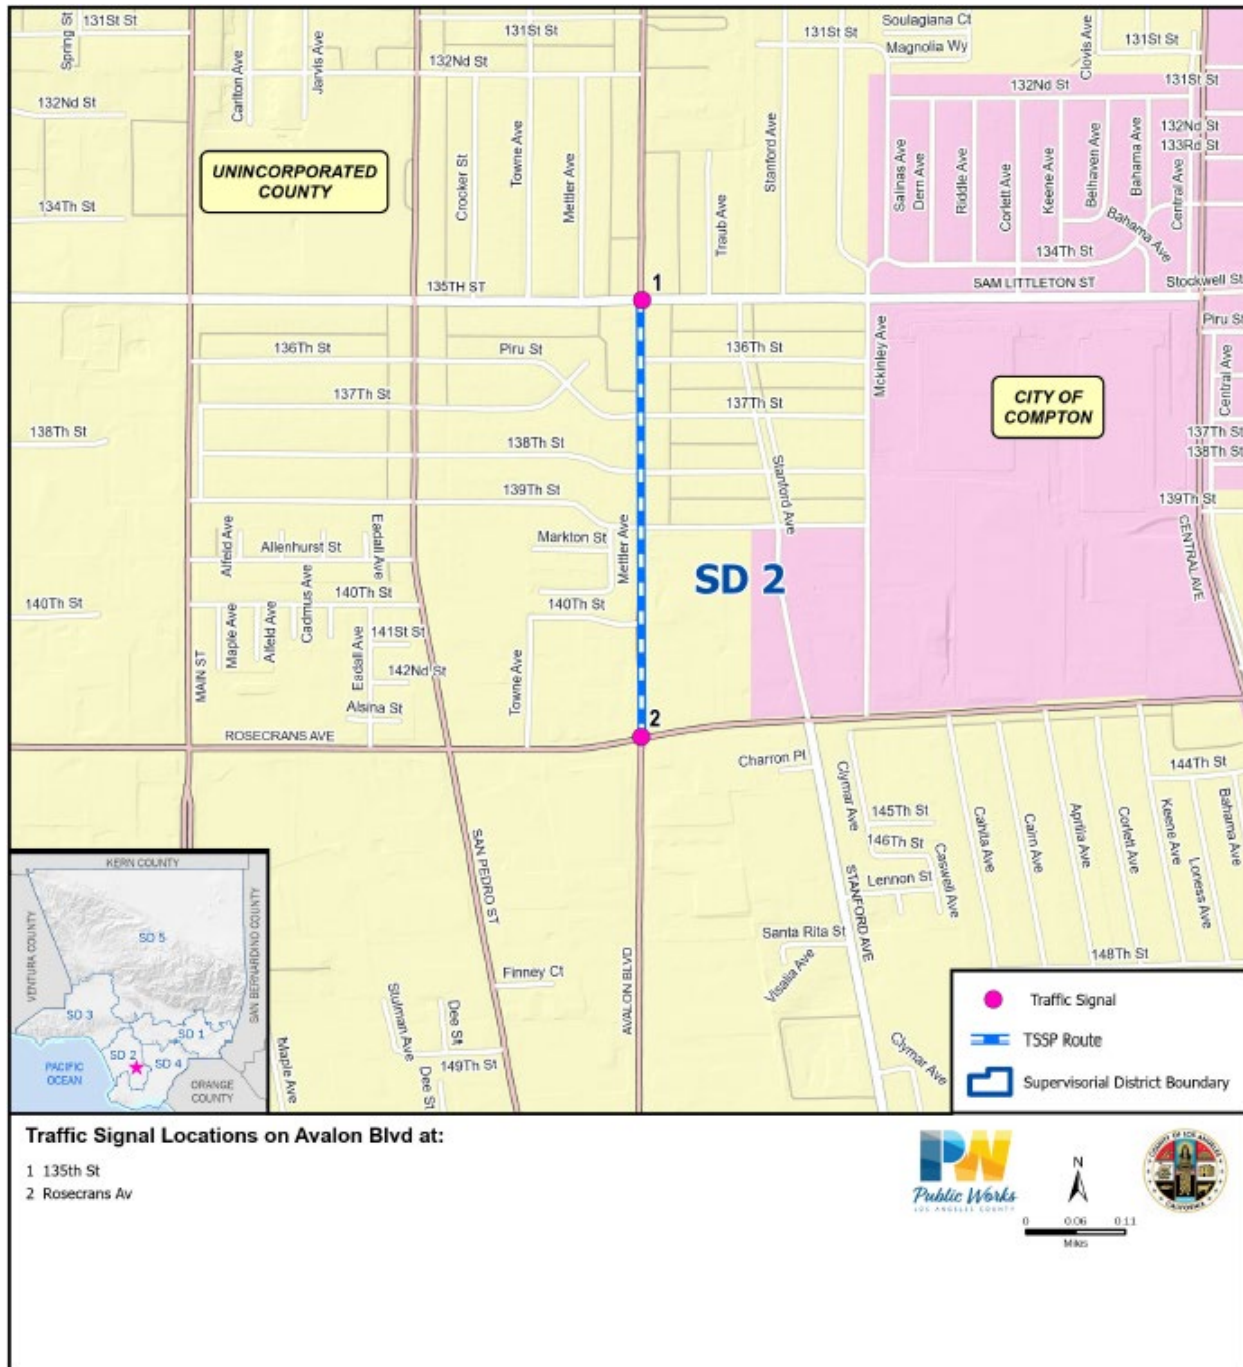 Spring St
131St St
Carlton Ave
Jarvis Ave
131St St
132Nd St
131St St
Soulagiana Ct
Magnolia Wy
Clovis Ave
131St St
132Nd St
131St St
132Nd St
132Nd St
133Rd St
UNINCORPORATED
COUNTY
Crocker St
Towne Ave
Mettler Ave
Traub Ave
Stanford Ave
Salinas Ave
Dern Ave
Riddle Ave
Corlett Ave
Keene Ave
Belhaven Ave
Bahama Ave
Bahama Ave
Central Ave
134Th St
134Th St
135TH ST
1
SAM LITTLETON ST
Stockwell St
136Th St
Piru St
136Th St
Mckinley Ave
Piru St
137Th St
137Th St
CITY OF
COMPTON
Central Ave
138Th St
138Th St
137Th St
138Th St
139Th St
Stanford Ave
139Th St
Alfeld Ave
Allenhurst St
Eadall Ave
Markton St
Mettler Ave
SD 2
CENTRAL AVE
140Th St
140Th St
140Th St
Maple Ave
Alfeld Ave
Cadmus Ave
Eadall Ave
141St St
142Nd St
Alsina St
MAIN ST
Towne Ave
2
ROSECRANS AVE
Charron Pl
Clymar Ave
144Th St
145Th St
146Th St
Lennon St
Caswell Ave
Calvita Ave
Cairn Ave
Aprilia Ave
Corlett Ave
Keene Ave
Loness Ave
Bahama Ave
SAN PEDRO ST
AVALON BLVD
STANFORD AVE
Santa Rita St
Visalia Ave
148Th St
Finney Ct
Stulman Ave
Dee St
149Th St
Dee St
Maple Ave
Clymar Ave
KERN COUNTY
VENTURA COUNTY
SAN BERNARDINO COUNTY
SD 5
SD 3
SD 1
SD 2
SD 4
PACIFIC
OCEAN
ORANGE
COUNTY
Traffic Signal
TSSP Route
Supervisorial District Boundary
Traffic Signal Locations on Avalon Blvd at:
1 135th St
2 Rosecrans Av
PW
Public Works
LOS ANGELES COUNTY
N
0 0.06 0.11
Miles
COUNTY OF LOS ANGELES
CALIFORNIA